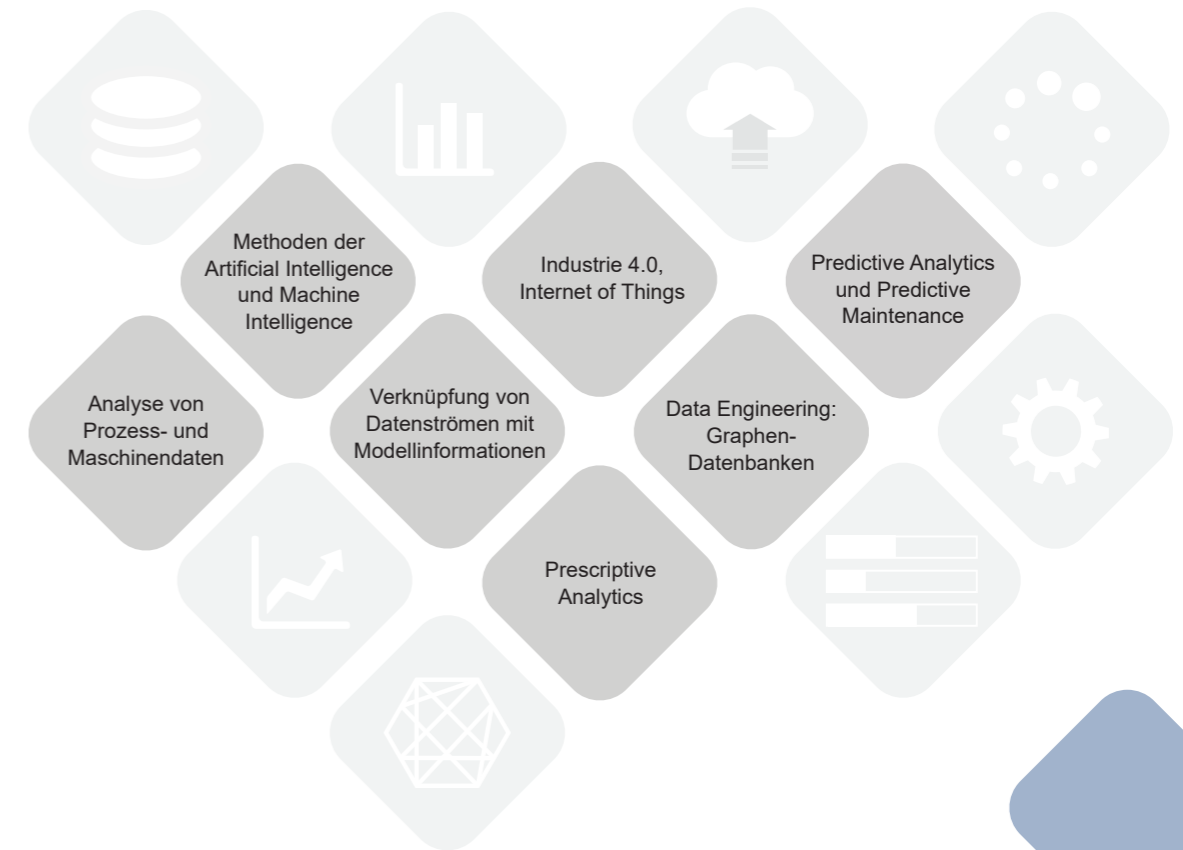 Methoden der
Artificial Intelligence
und Machine
Intelligence
Industrie 4.0,
Internet of Things
Predictive Analytics
und Predictive
Maintenance
Analyse von
Prozess- und
Maschinendaten
Verknüpfung von
Datenströmen mit
Modellinformationen
Data Engineering:
Graphen-
Datenbanken
Prescriptive
Analytics